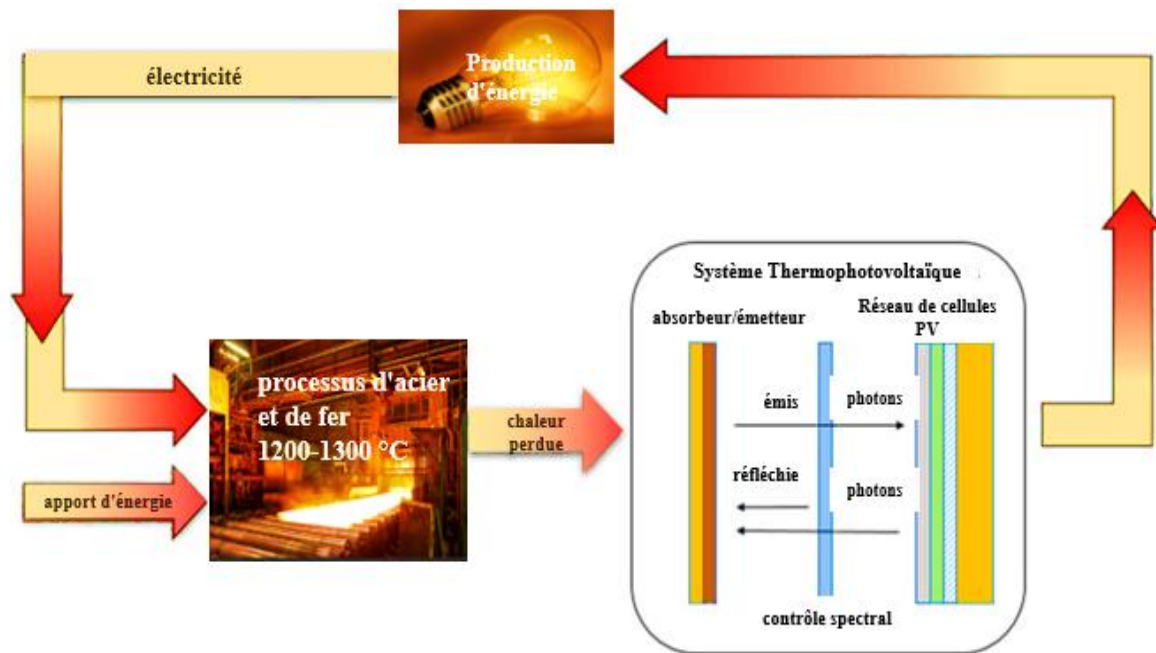 Production
d'énergie
électricité
Système Thermophotovoltaïque
absorbeur/émetteur
Réseau de cellules
PV
processus d'acier
et de fer
1200-1300 °C
chaleur
perdue
émis
photons
réfléchie
photons
apport d'énergie
contrôle spectral